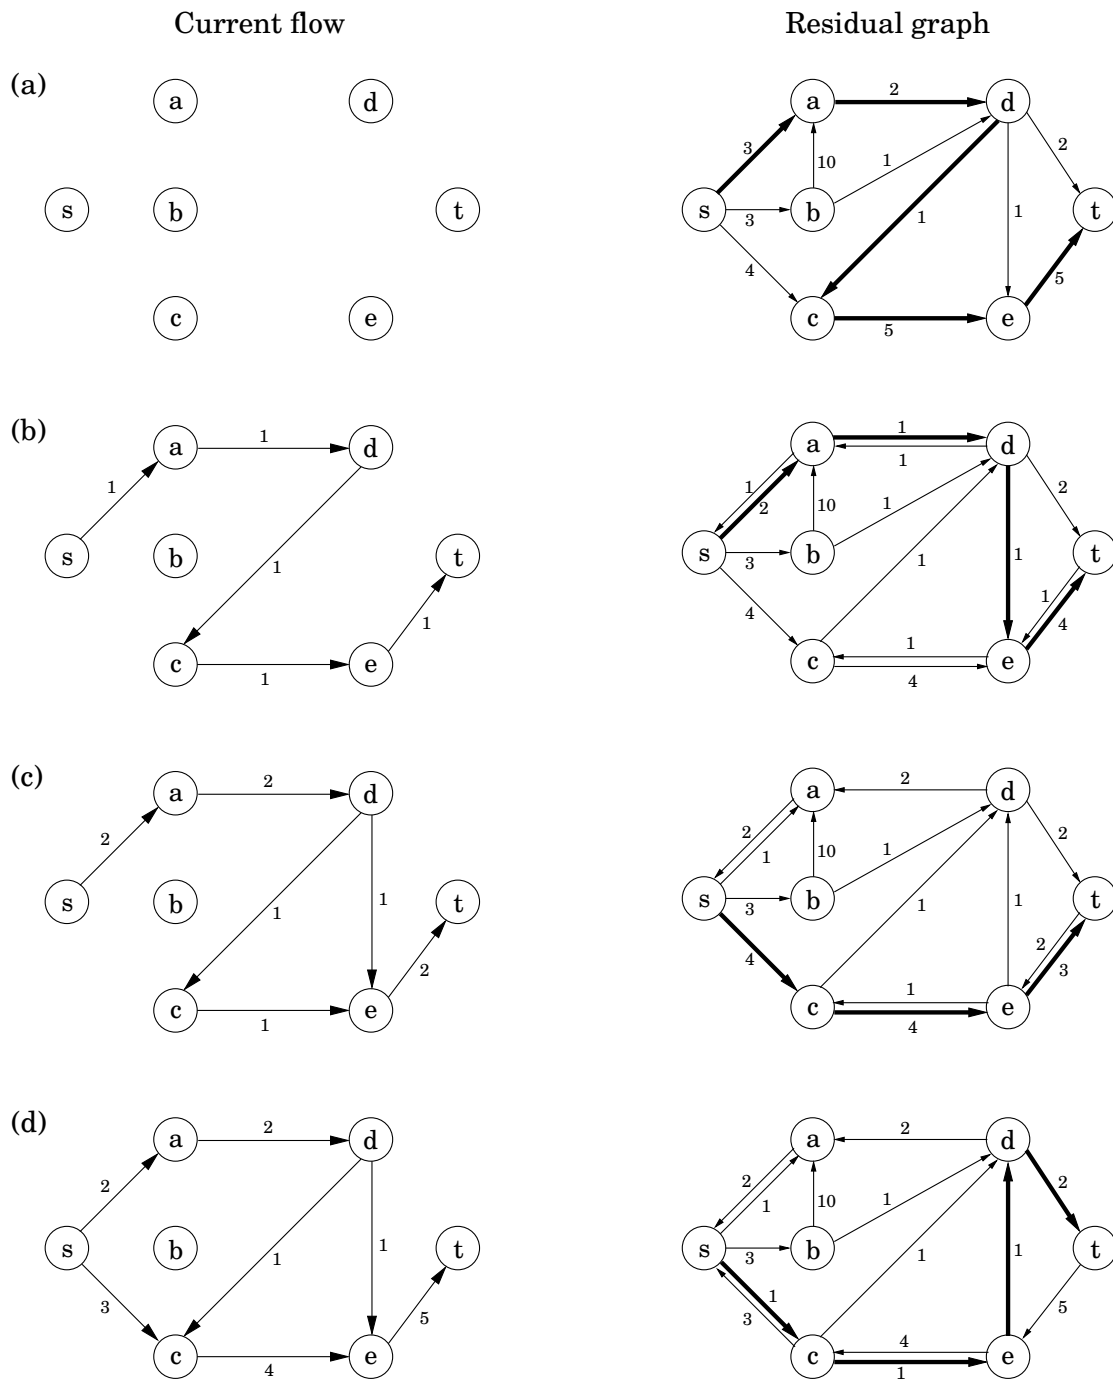 Current flow Residual graph
(a)
a d a 2 d
3 10 1 2
s b t s 3 b 1 1 t
4 5
c e c 5 e
(b)
a 1 d a 1 d
1
1 1 2 10 1 2
s b 1 t s 3 b 1 1 t
1 4 1 4
c 1 e c 1 e
4
(c)
a 2 d a 2 d
2 2 1 10 1 2
s b 1 1 t s 3 b 1 1 t
2 4 2 3
c 1 e c 1 e
4
(d)
a 2 d a 2 d
2 2 1 10 1 2
s b 1 1 t s 3 b 1 1 t
3 5 1 3 5
c 4 e c 4 e
1